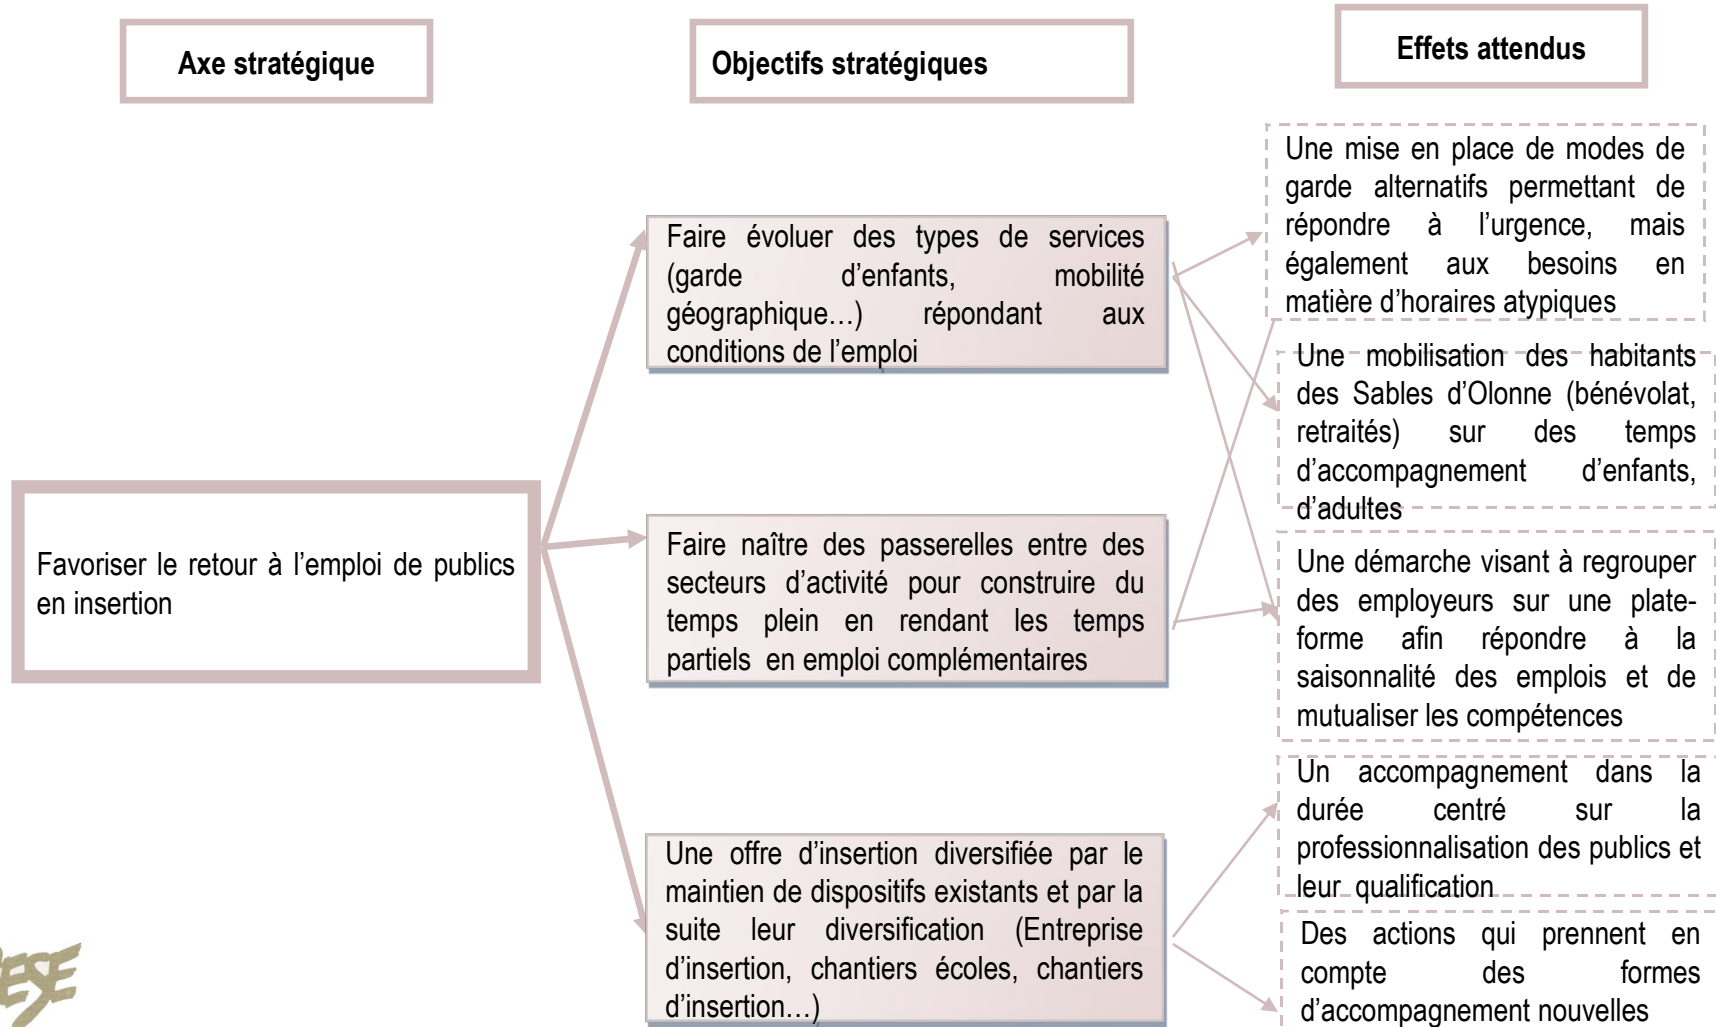 Axe stratégique
Objectifs stratégiques
Effets attendus
Favoriser le retour à l’emploi de publics
en insertion
Faire évoluer des types de services
(garde d’enfants, mobilité
géographique…) répondant aux
conditions de l’emploi
Faire naître des passerelles entre des
secteurs d’activité pour construire du
temps plein en rendant les temps
partiels en emploi complémentaires
Une offre d’insertion diversifiée par le
maintien de dispositifs existants et par la
suite leur diversification (Entreprise
d’insertion, chantiers écoles, chantiers
d’insertion…)
Une mise en place de modes de
garde alternatifs permettant de
répondre à l’urgence, mais
également aux besoins en
matière d’horaires atypiques
Une mobilisation des habitants
des Sables d’Olonne (bénévolat,
retraités) sur des temps
d’accompagnement d’enfants,
d’adultes
Une démarche visant à regrouper
des employeurs sur une plate-
forme afin répondre à la
saisonnalité des emplois et de
mutualiser les compétences
Un accompagnement dans la
durée centré sur la
professionnalisation des publics et
leur qualification
Des actions qui prennent en
compte des formes
d’accompagnement nouvelles